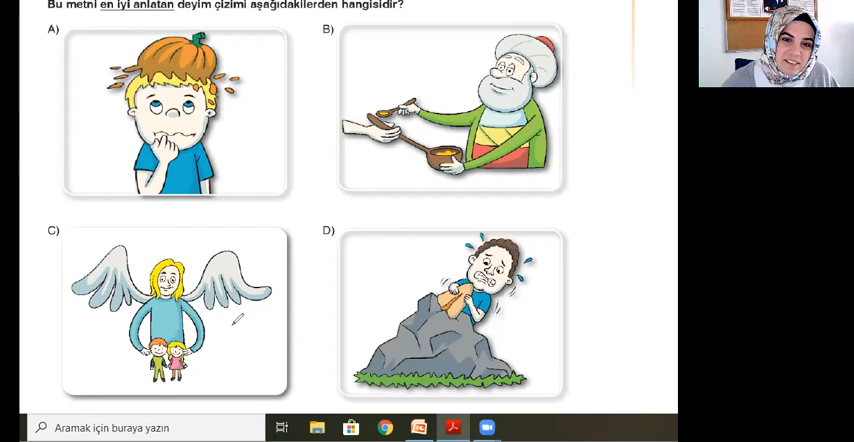 Bu metni en iyi anlatan deyim çizimi aşağıdakilerden hangisidir?
A)
B)
C)
D)
Aramak için buraya yazın